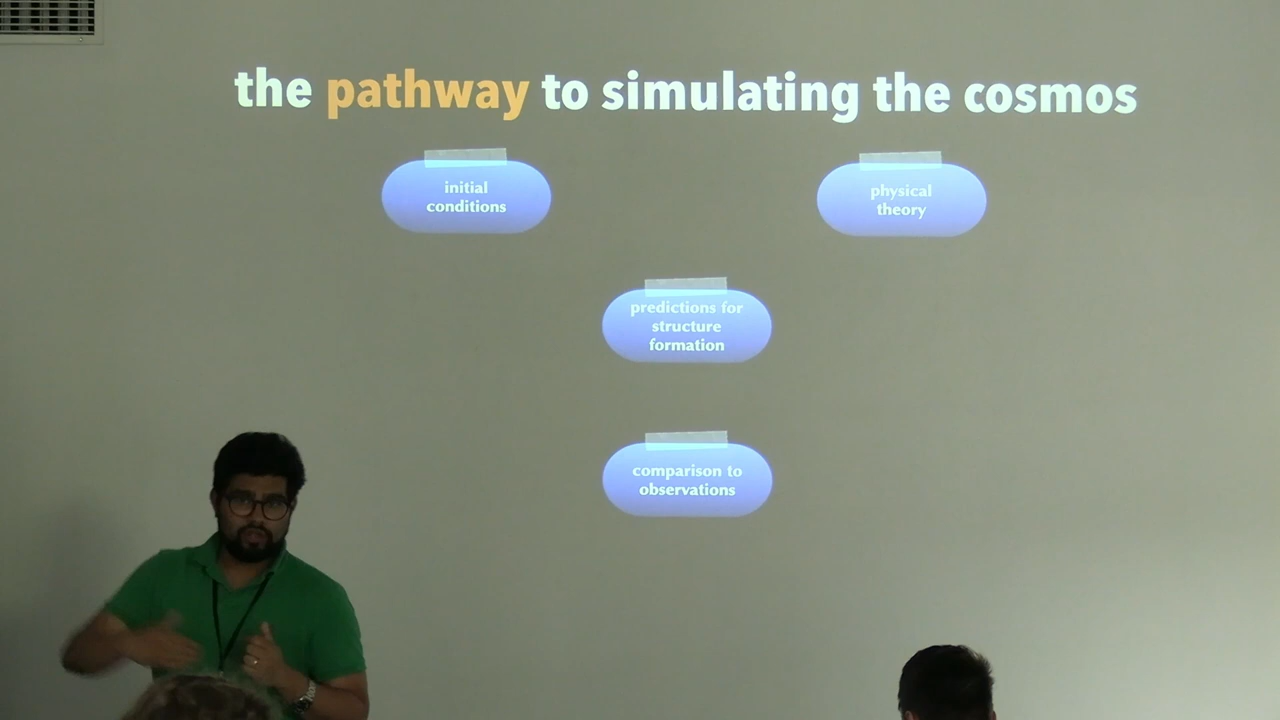 the pathway to simulating the cosmos
initial
conditions
physical
theory
predictions for
structure
formation
comparison to
observations